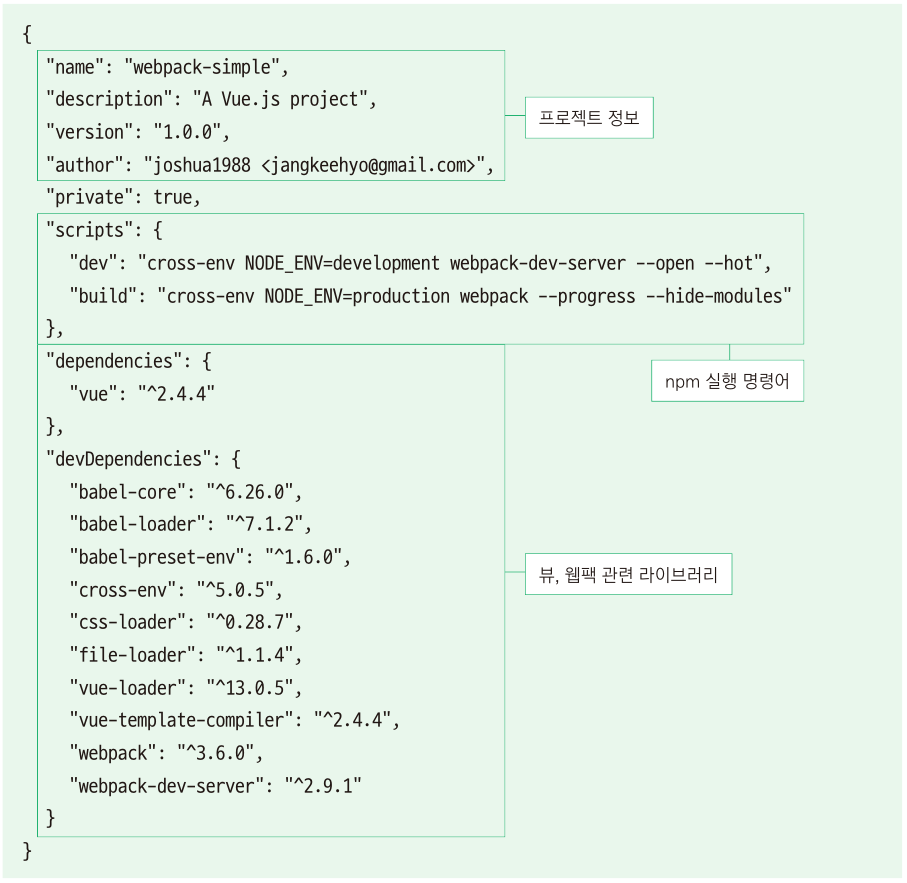 {
"name": "webpack-simple",
"description": "A Vue.js project",
"version": "1.0.0",
"author": "joshua1988 <jangkeehyo@gmail.com>",
프로젝트 정보
"private": true,
"scripts": {
"dev": "cross-env NODE_ENV=development webpack-dev-server --open --hot",
"build": "cross-env NODE_ENV=production webpack --progress --hide-modules"
},
npm 실행 명령어
"dependencies": {
"vue": "^2.4.4"
},
"devDependencies": {
"babel-core": "^6.26.0",
"babel-loader": "^7.1.2",
"babel-preset-env": "^1.6.0",
"cross-env": "^5.0.5",
"css-loader": "^0.28.7",
"file-loader": "^1.1.4",
"vue-loader": "^13.0.5",
"vue-template-compiler": "^2.4.4",
"webpack": "^3.6.0",
"webpack-dev-server": "^2.9.1"
}
뷰, 웹팩 관련 라이브러리
}